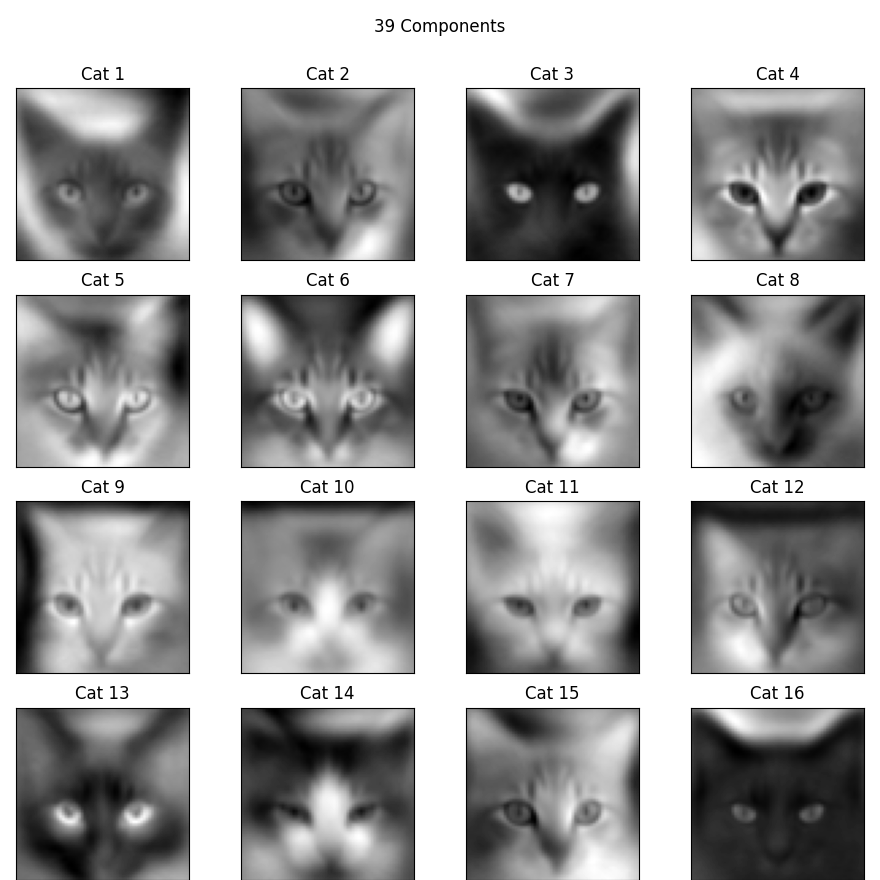 39 Components
Cat 1
Cat 2
Cat 3
Cat 4
Cat 5
Cat 6
Cat 7
Cat 8
Cat 9
Cat 10
Cat 11
Cat 12
Cat 13
Cat 14
Cat 15
Cat 16